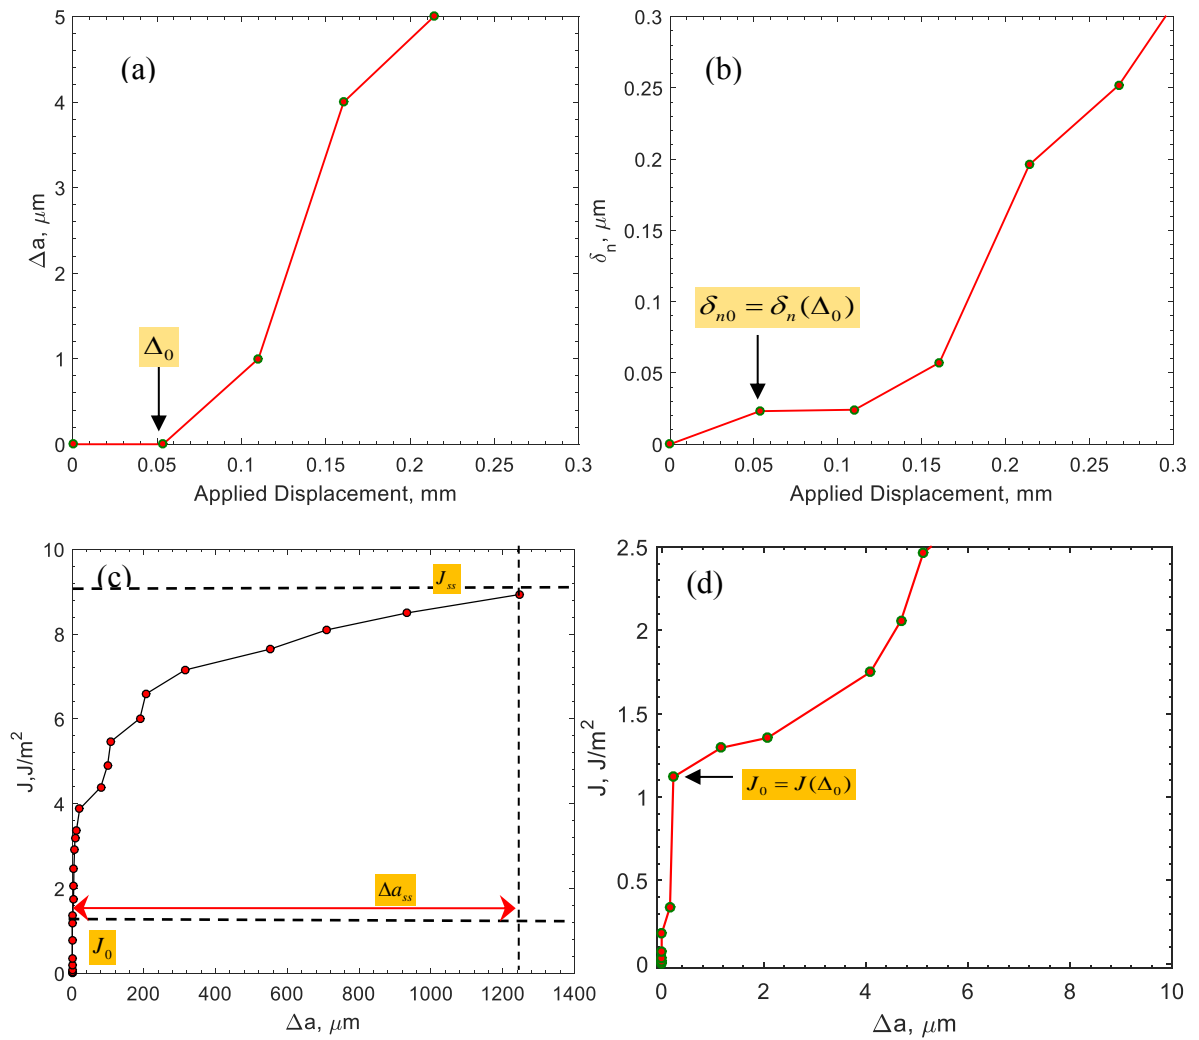 (a)
5
4
3
2
1
0
Δa, μm
Δ₀
0 0.05 0.1 0.15 0.2 0.25 0.3
Applied Displacement, mm
(b)
0.3
0.25
0.2
0.15
0.1
0.05
0
δₙ, μm
δₙ₀ = δₙ(Δ₀)
0 0.05 0.1 0.15 0.2 0.25 0.3
Applied Displacement, mm
(c)
10
8
6
4
2
0
J,J/m²
Jₛₛ
Δaₛₛ
J₀
0 200 400 600 800 1000 1200 1400
Δa, μm
(d)
2.5
2
1.5
1
0.5
0
J, J/m²
J₀ = J(Δ₀)
0 2 4 6 8 10
Δa, μm